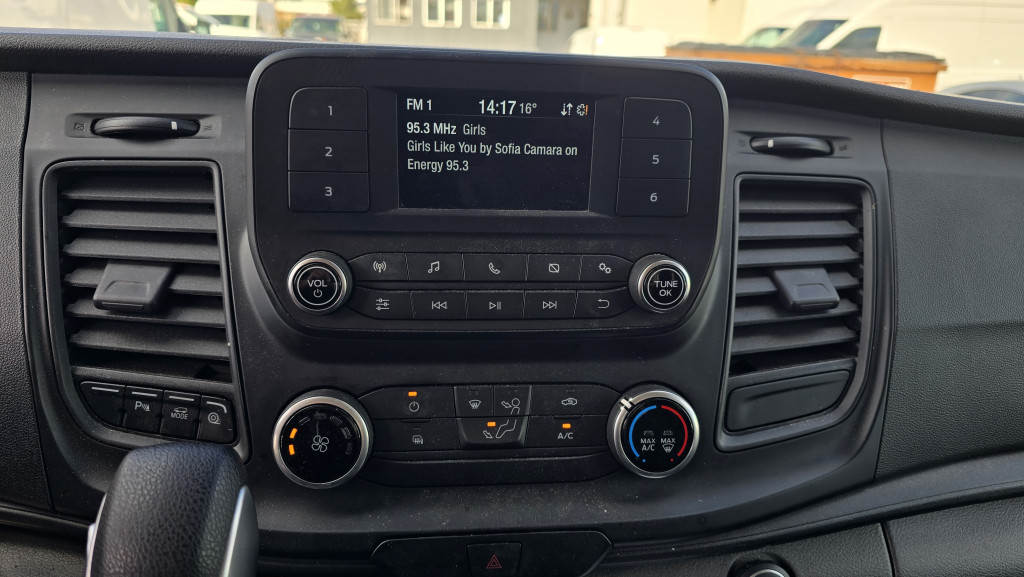 FM 1 14:17 16°
95.3 MHz Girls
Girls Like You by Sofia Camara on
Energy 95.3
1
2
3
4
5
6
VOL
TUNE
OK
MODE
A/C
MAX
A/C
MAX